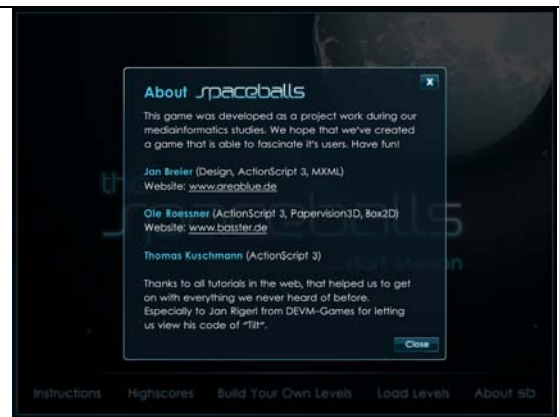 About spaceballs
x
This game was developed as a project work during our
mediainformatics studies. We hope that we've created
a game that is able to fascinate it's users. Have fun!
Jan Breier (Design, ActionScript 3, MXML)
Website: www.areablue.de
Ole Roessner (ActionScript 3, Papervision3D, Box2D)
Website: www.basster.de
Thomas Kuschmann (ActionScript 3)
Thanks to all tutorials in the web, that helped us to get
on with everything we never heard of before.
Especially to Jan Rigerl from DEVM-Games for letting
us view his code of "Tilt".
Close
the
spaceballs
start mission
Instructions Highscores Build Your Own Levels Load Levels About sb